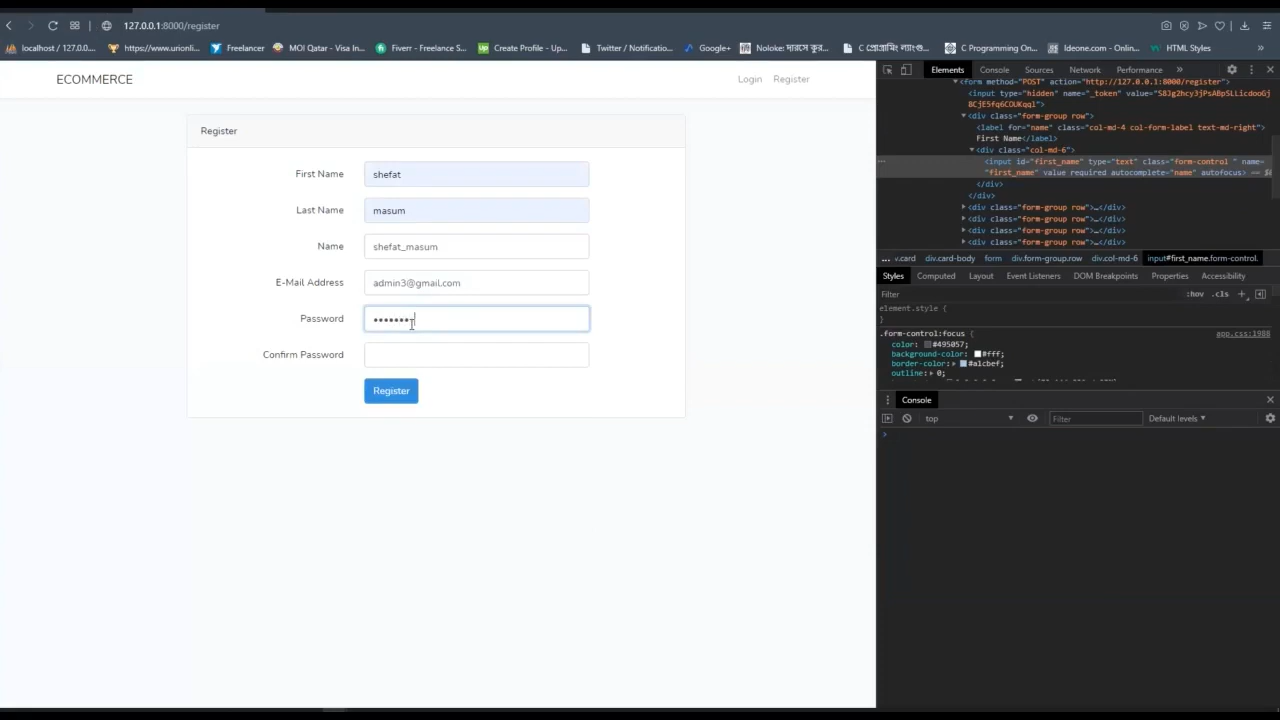 127.0.0.1:8000/register
localhost / 127.0.0....
https://www.urionli...
Freelancer
MOI Qatar - Visa In...
Fiverr - Freelance S...
Up
Create Profile - Up...
Twitter / Notificatio...
Google+
Noloke: দারসে কুর...
C প্রোগ্রামিং ল্যাংগু...
C Programming On...
Ideone.com - Onlin...
HTML Styles
»
ECOMMERCE
Login
Register
Register
First Name
shefat
Last Name
masum
Name
shefat_masum
E-Mail Address
admin3@gmail.com
Password
Confirm Password
Register
Elements
Console
Sources
Network
Performance
»
<form method="POST" action="http://127.0.0.1:8000/register">
<input type="hidden" name="_token" value=
<div class="form-group row">
<label for="name" class="col-md-4 col-form-label text-md-right">
First Name</label>
<div class="col-md-6">
<input id="first_name" type="text" class="form-control " name=
"first_name" value required autocomplete="name" autofocus> ==
</div>
</div>
<div class="form-group row">…</div>
<div class="form-group row">…</div>
<div class="form-group row">…</div>
<div class="form-group row">…</div>
... v.card
div.card-body
form
div.form-group.row
div.col-md-6
input#first_name.form-control.
Styles
Computed
Layout
Event Listeners
DOM Breakpoints
Properties
Accessibility
Filter
:hov .cls +
element.style {
}
.form-control:focus {
app.css:1988
color: #495057;
background-color: #fff;
border-color: #a1cbef;
outline: 0;
Console
top
Filter
Default levels